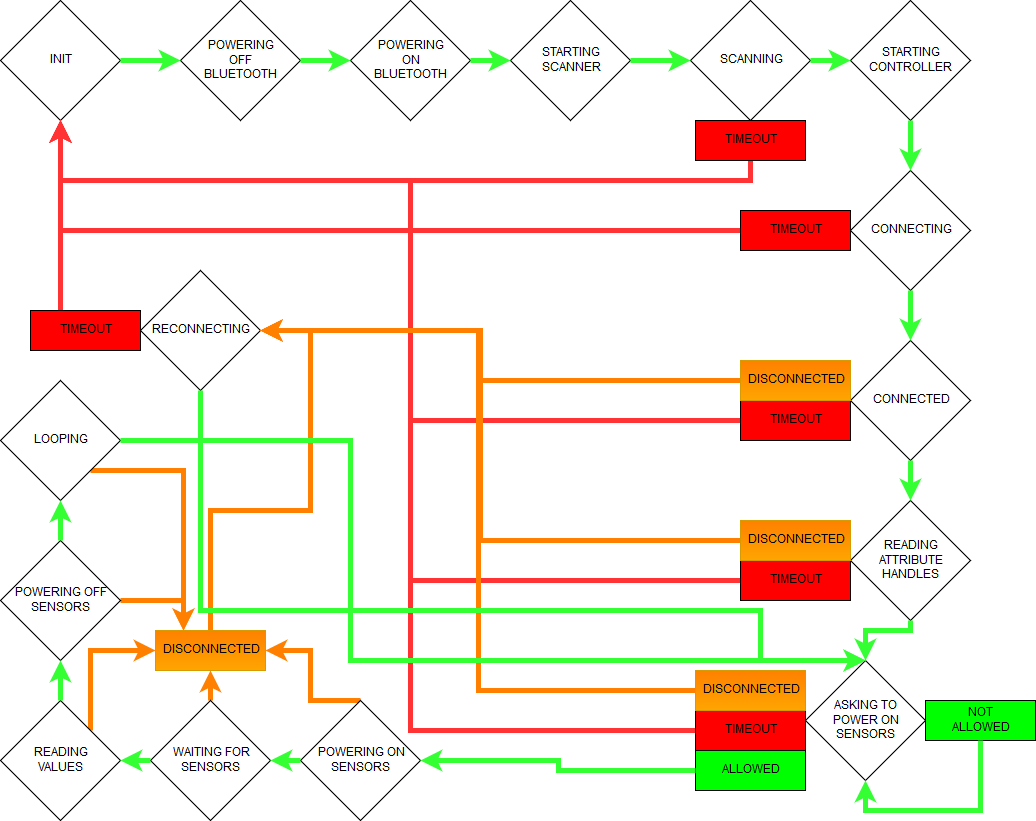 INIT
POWERING
OFF
BLUETOOTH
POWERING
ON
BLUETOOTH
STARTING
SCANNER
SCANNING
STARTING
CONTROLLER
TIMEOUT
TIMEOUT
CONNECTING
TIMEOUT
RECONNECTING
DISCONNECTED
TIMEOUT
CONNECTED
LOOPING
DISCONNECTED
TIMEOUT
READING
ATTRIBUTE
HANDLES
POWERING OFF
SENSORS
DISCONNECTED
DISCONNECTED
TIMEOUT
ALLOWED
ASKING TO
POWER ON
SENSORS
NOT
ALLOWED
READING
VALUES
WAITING FOR
SENSORS
POWERING ON
SENSORS